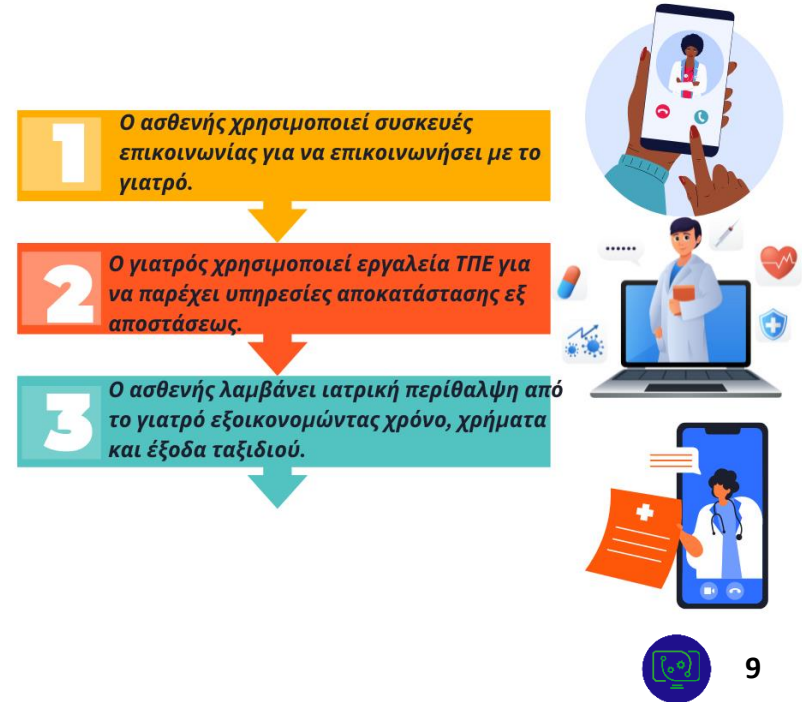 1
Ο ασθενής χρησιμοποιεί συσκευές
επικοινωνίας για να επικοινωνήσει με το
γιατρό.
2
Ο γιατρός χρησιμοποιεί εργαλεία ΤΠΕ για
να παρέχει υπηρεσίες αποκατάστασης εξ
αποστάσεως.
3
Ο ασθενής λαμβάνει ιατρική περίθαλψη από
το γιατρό εξοικονομώντας χρόνο, χρήματα
και έξοδα ταξιδιού.
9